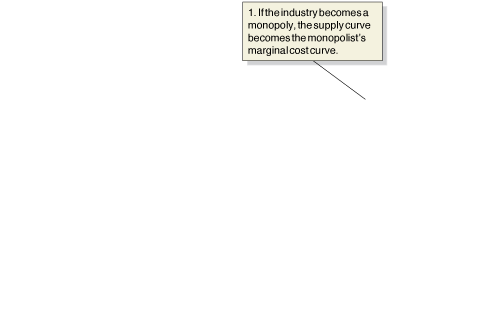 1. If the industry becomes a
monopoly, the supply curve
becomes the monopolist's
marginal cost curve.